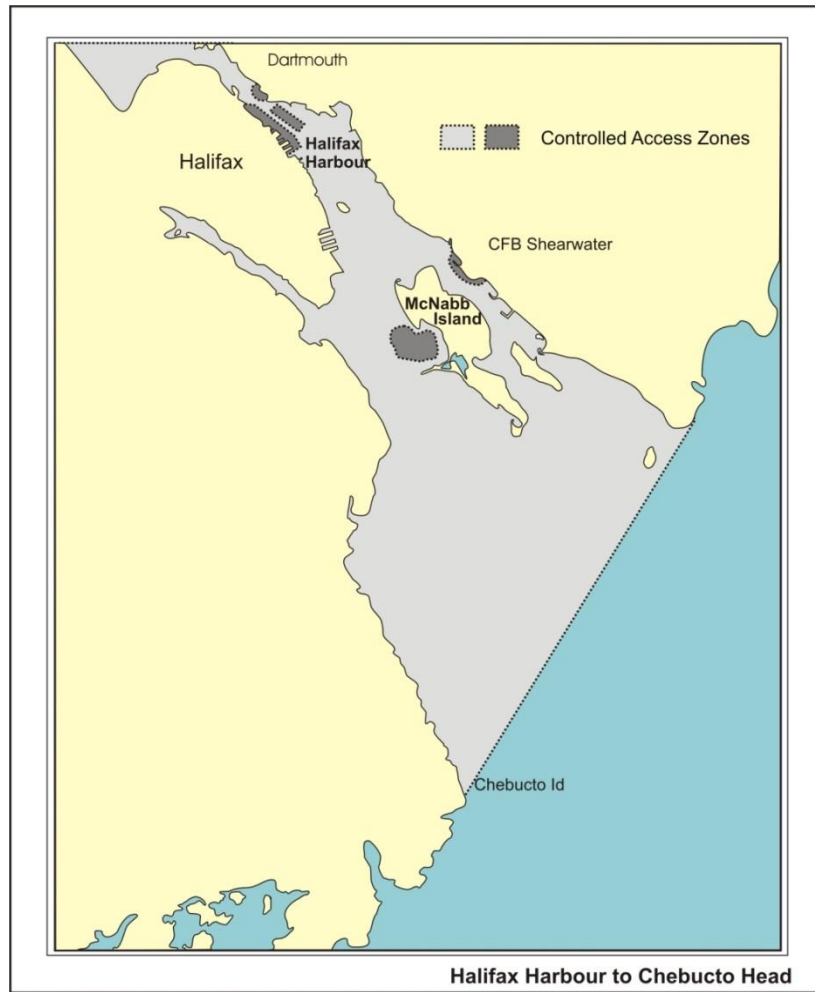 Dartmouth
Halifax
Harbour
Halifax
Controlled Access Zones
CFB Shearwater
McNabb
Island
Chebucto Id
Halifax Harbour to Chebucto Head